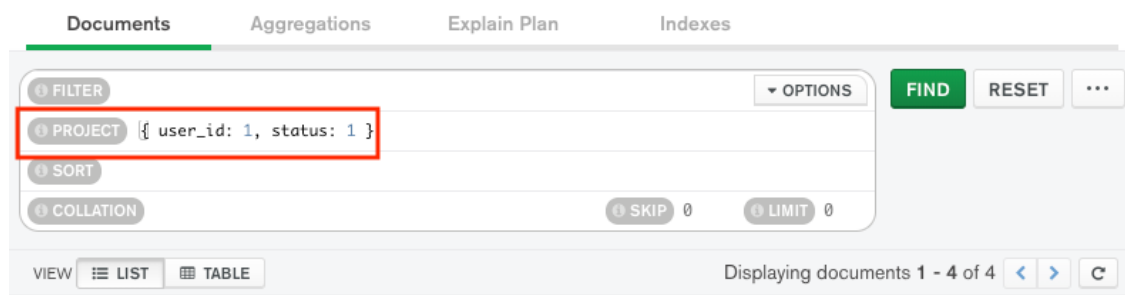 Documents Aggregations Explain Plan Indexes
FILTER OPTIONS FIND RESET ...
PROJECT { user_id: 1, status: 1 }
SORT
COLLATION SKIP 0 LIMIT 0
VIEW LIST TABLE Displaying documents 1 - 4 of 4 < > C